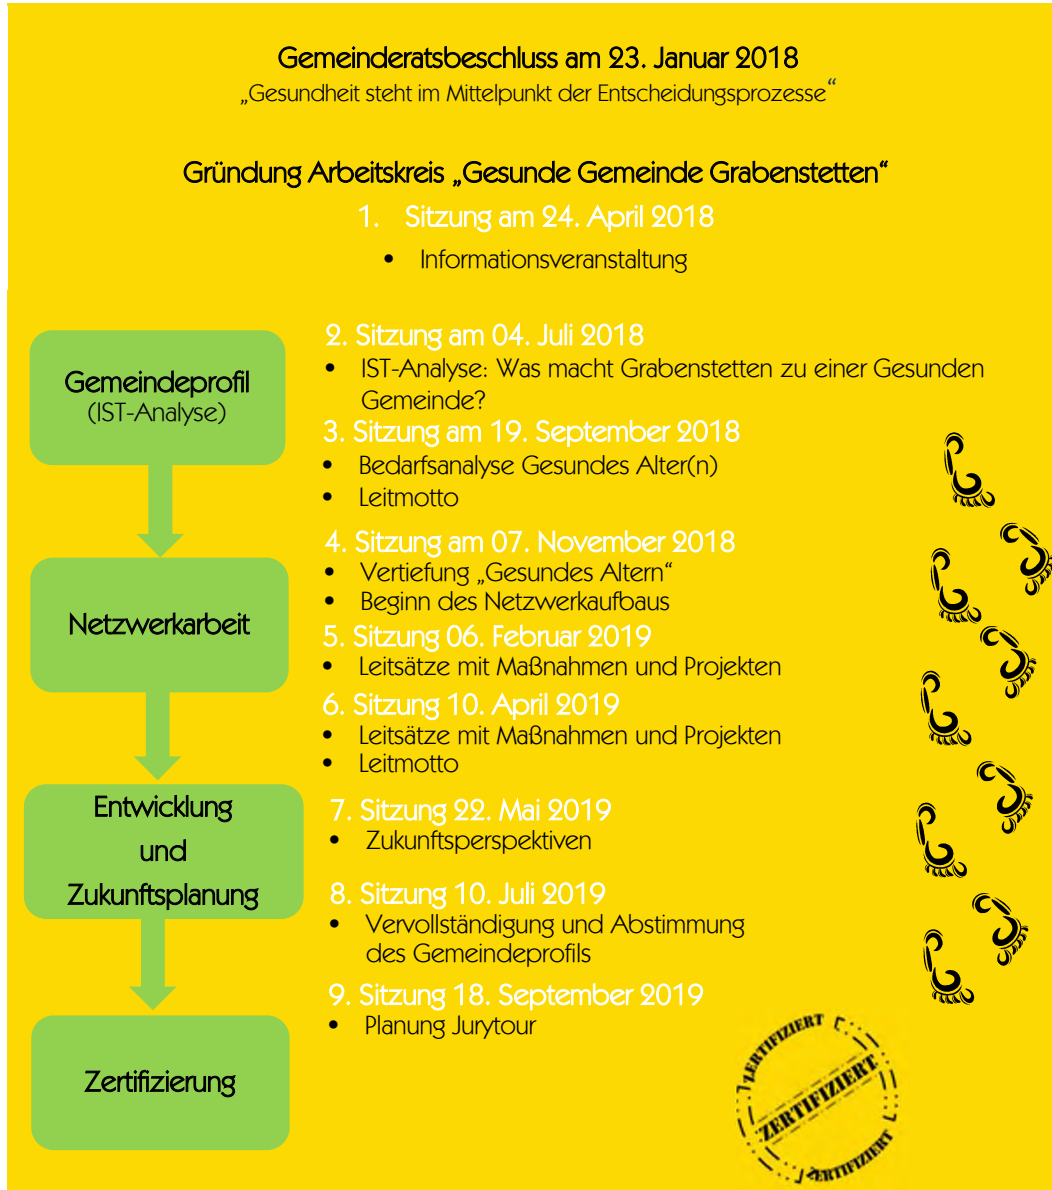 Gemeinderatsbeschluss am 23. Januar 2018
„Gesundheit steht im Mittelpunkt der Entscheidungsprozesse“
Gründung Arbeitskreis „Gesunde Gemeinde Grabenstetten“
1. Sitzung am 24. April 2018
• Informationsveranstaltung
Gemeindeprofil
(IST-Analyse)
2. Sitzung am 04. Juli 2018
• IST-Analyse: Was macht Grabenstetten zu einer Gesunden
Gemeinde?
3. Sitzung am 19. September 2018
• Bedarfsanalyse Gesundes Alter(n)
• Leitmotto
Netzwerkarbeit
4. Sitzung am 07. November 2018
• Vertiefung „Gesundes Altern“
• Beginn des Netzwerkaufbaus
5. Sitzung 06. Februar 2019
• Leitsätze mit Maßnahmen und Projekten
6. Sitzung 10. April 2019
• Leitsätze mit Maßnahmen und Projekten
• Leitmotto
Entwicklung
und
Zukunftsplanung
7. Sitzung 22. Mai 2019
• Zukunftsperspektiven
8. Sitzung 10. Juli 2019
• Vervollständigung und Abstimmung
des Gemeindeprofils
9. Sitzung 18. September 2019
• Planung Jurytour
Zertifizierung
ZERTIFIZIERT
ZERTIFIZIERT
ZERTIFIZIERT